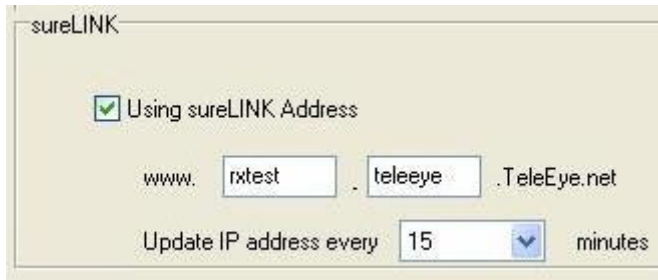 sureLINK
Using sureLINK Address
www. rxtest . teleeye .TeleEye.net
Update IP address every 15 minutes